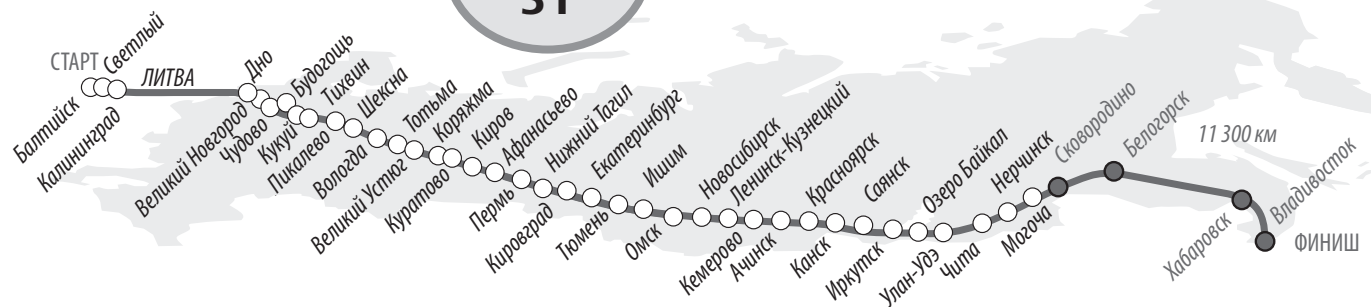 31
СТАРТ
Балтийск
Светлый
Калининград
ЛИТВА
Дно
Великий Новгород
Чудово
Будогощь
Кукуй
Тихвин
Пикалево
Шексна
Вологда
Тотьма
Великий Устюг
Коряжма
Куратово
Киров
Афанасьево
Пермь
Нижний Тагил
Кировград
Екатеринбург
Тюмень
Ишим
Омск
Новосибирск
Кемерово
Ленинск-Кузнецкий
Ачинск
Красноярск
Канск
Саянск
Иркутск
Озеро Байкал
Улан-Удэ
Чита
Нерчинск
Могоча
Сковородино
Белогорск
11 300 км
Хабаровск
Владивосток
ФИНИШ